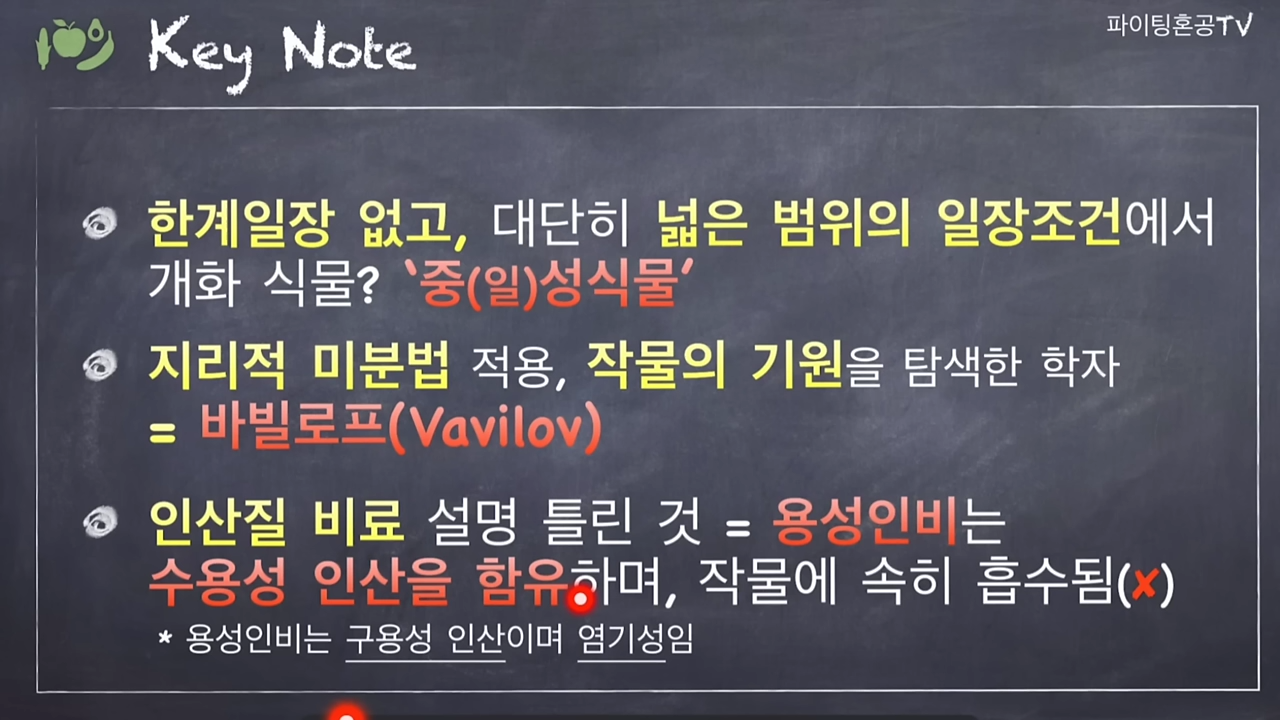 Key Note
파이팅혼공TV
한계일장 없고, 대단히 넓은 범위의 일장조건에서
개화 식물? '중(일)성식물'
지리적 미분법 적용, 작물의 기원을 탐색한 학자
= 바빌로프(Vavilov)
인산질 비료 설명 틀린 것 = 용성인비는
수용성 인산을 함유하며, 작물에 속히 흡수됨(✘)
* 용성인비는 구용성 인산이며 염기성임